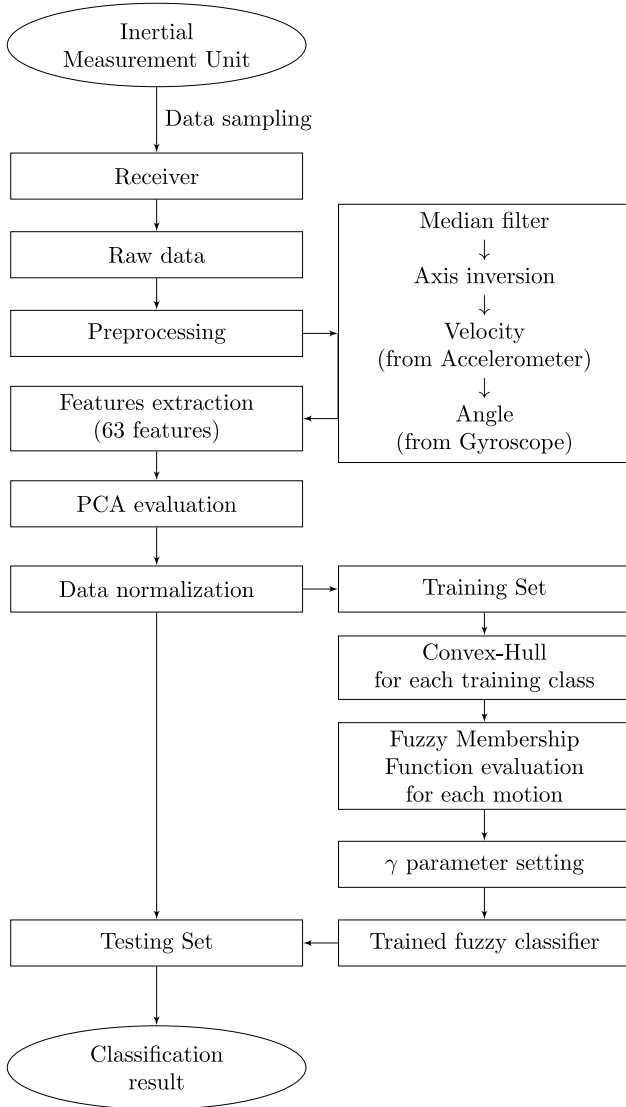 Inertial
Measurement Unit
Data sampling
Receiver
Raw data
Preprocessing
Median filter
↓
Axis inversion
↓
Velocity
(from Accelerometer)
↓
Angle
(from Gyroscope)
Features extraction
(63 features)
PCA evaluation
Data normalization
Training Set
Convex-Hull
for each training class
Fuzzy Membership
Function evaluation
for each motion
γ parameter setting
Trained fuzzy classifier
Testing Set
Classification
result